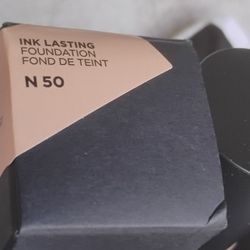 INK LASTING
FOUNDATION
FOND DE TEINT
N 50